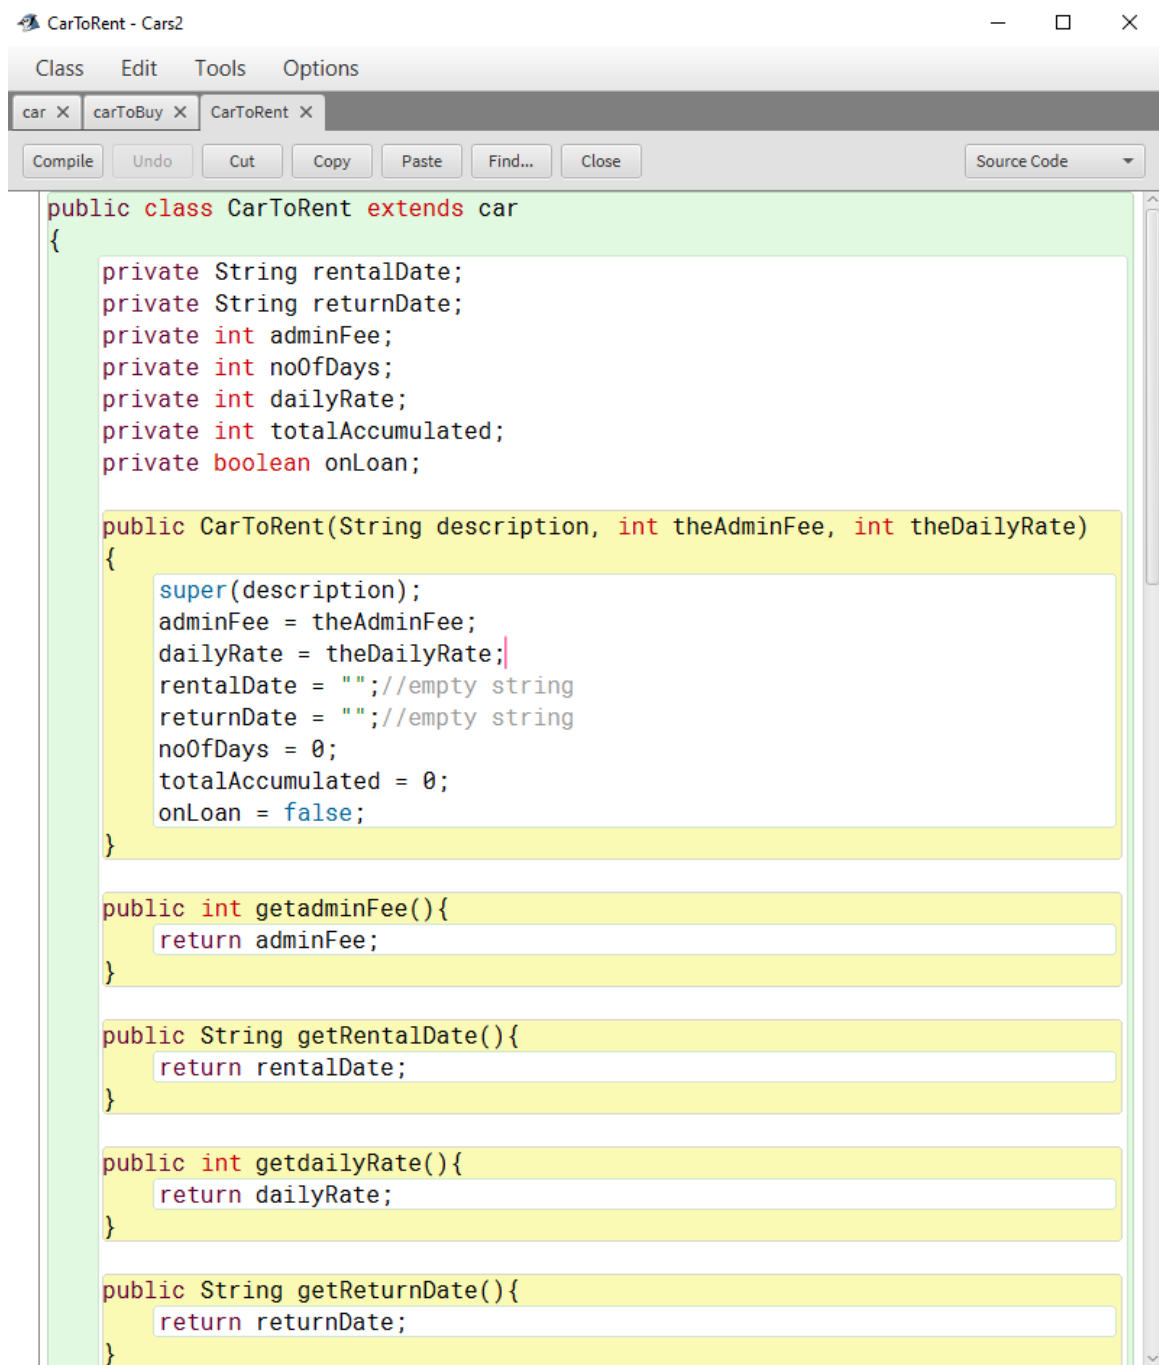 CarToRent - Cars2
Class Edit Tools Options
car carToBuy CarToRent
Compile Undo Cut Copy Paste Find... Close Source Code
public class CarToRent extends car
{
    private String rentalDate;
    private String returnDate;
    private int adminFee;
    private int noOfDays;
    private int dailyRate;
    private int totalAccumulated;
    private boolean onLoan;
    public CarToRent(String description, int theAdminFee, int theDailyRate)
    {
        super(description);
        adminFee = theAdminFee;
        dailyRate = theDailyRate;
        rentalDate = "";//empty string
        returnDate = "";//empty string
        noOfDays = 0;
        totalAccumulated = 0;
        onLoan = false;
    }
    public int getadminFee(){
        return adminFee;
    }
    public String getRentalDate(){
        return rentalDate;
    }
    public int getdailyRate(){
        return dailyRate;
    }
    public String getReturnDate(){
        return returnDate;
    }